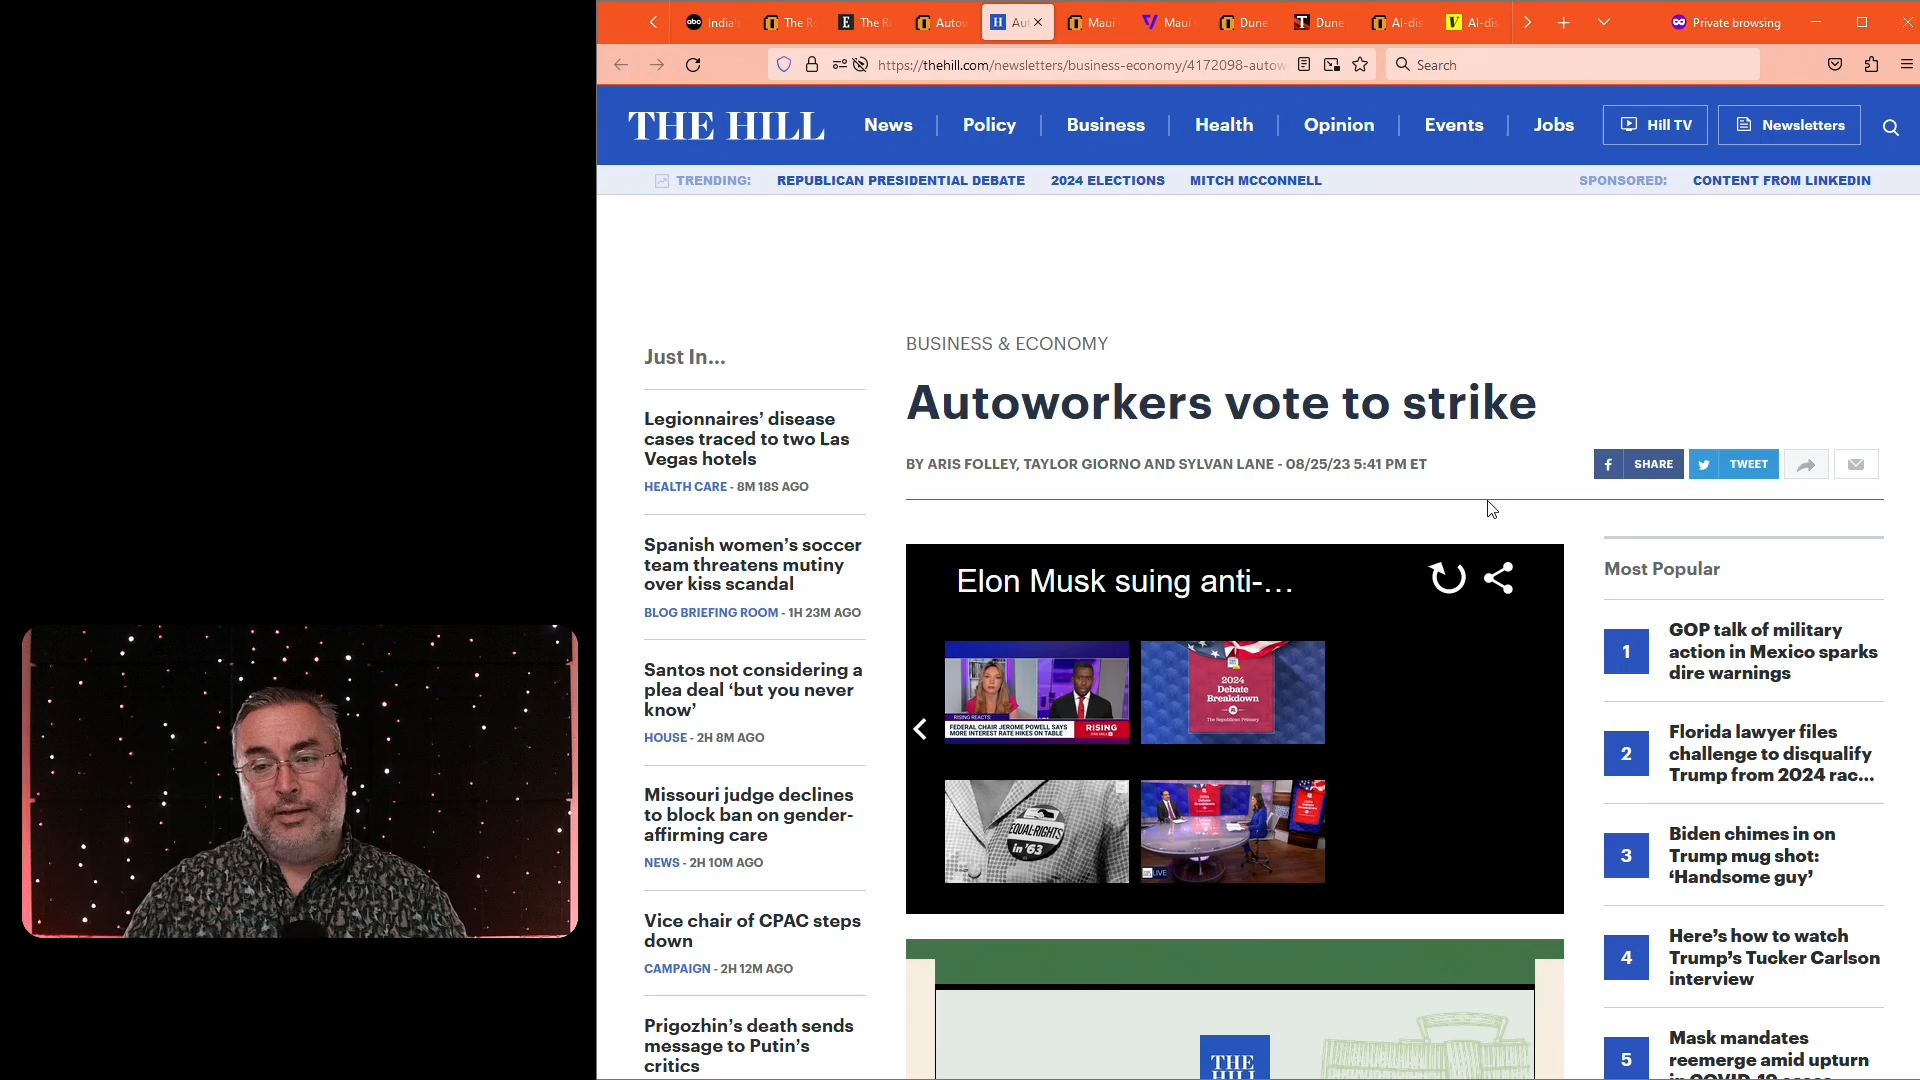 India's
The R
The R
Autow
Aut
Maui
Maui
Dune
Dune
AI-dis
AI-dis
Private browsing
https://thehill.com/newsletters/business-economy/4172098-autow
Search
THE HILL
News
Policy
Business
Health
Opinion
Events
Jobs
Hill TV
Newsletters
TRENDING:
REPUBLICAN PRESIDENTIAL DEBATE
2024 ELECTIONS
MITCH MCCONNELL
SPONSORED:
CONTENT FROM LINKEDIN
Just In...
Legionnaires' disease
cases traced to two Las
Vegas hotels
HEALTH CARE - 8M 18S AGO
Spanish women's soccer
team threatens mutiny
over kiss scandal
BLOG BRIEFING ROOM - 1H 23M AGO
Santos not considering a
plea deal 'but you never
know'
HOUSE - 2H 8M AGO
Missouri judge declines
to block ban on gender-
affirming care
NEWS - 2H 10M AGO
Vice chair of CPAC steps
down
CAMPAIGN - 2H 12M AGO
Prigozhin's death sends
message to Putin's
critics
BUSINESS & ECONOMY
Autoworkers vote to strike
BY ARIS FOLLEY, TAYLOR GIORNO AND SYLVAN LANE - 08/25/23 5:41 PM ET
SHARE
TWEET
Elon Musk suing anti-...
RISING REACTS:
FEDERAL CHAIR JEROME POWELL SAYS
MORE INTEREST RATE HIKES ON TABLE
RISING
2024
Debate
Breakdown
The Republican Primary
EQUAL-RIGHTS
in '63
LIVE
THE
HILL
Most Popular
1
GOP talk of military
action in Mexico sparks
dire warnings
2
Florida lawyer files
challenge to disqualify
Trump from 2024 rac...
3
Biden chimes in on
Trump mug shot:
'Handsome guy'
4
Here's how to watch
Trump's Tucker Carlson
interview
5
Mask mandates
reemerge amid upturn
in COVID-19 cases